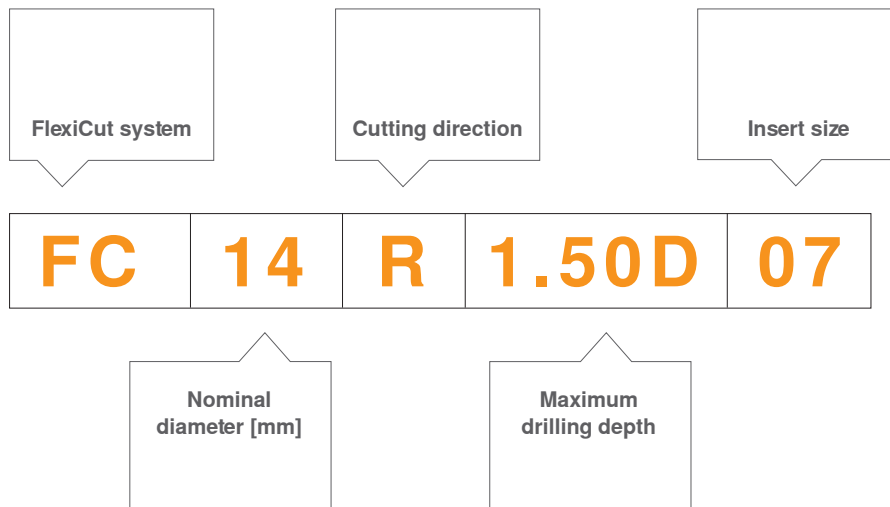 FlexiCut system
Cutting direction
Insert size
FC 14 R 1.50D 07
Nominal
diameter [mm]
Maximum
drilling depth